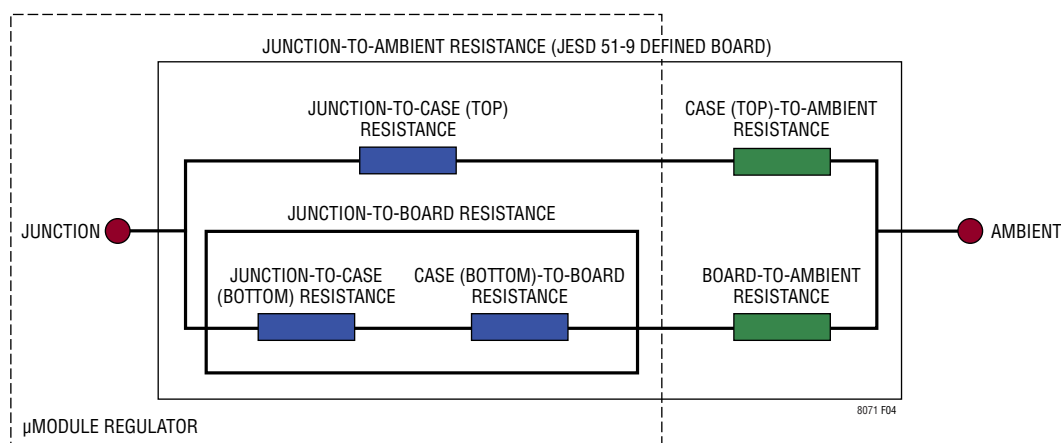 JUNCTION-TO-AMBIENT RESISTANCE (JESD 51-9 DEFINED BOARD)
JUNCTION-TO-CASE (TOP)
RESISTANCE
CASE (TOP)-TO-AMBIENT
RESISTANCE
JUNCTION-TO-BOARD RESISTANCE
JUNCTION
AMBIENT
JUNCTION-TO-CASE
(BOTTOM) RESISTANCE
CASE (BOTTOM)-TO-BOARD
RESISTANCE
BOARD-TO-AMBIENT
RESISTANCE
8071 F04
µMODULE REGULATOR